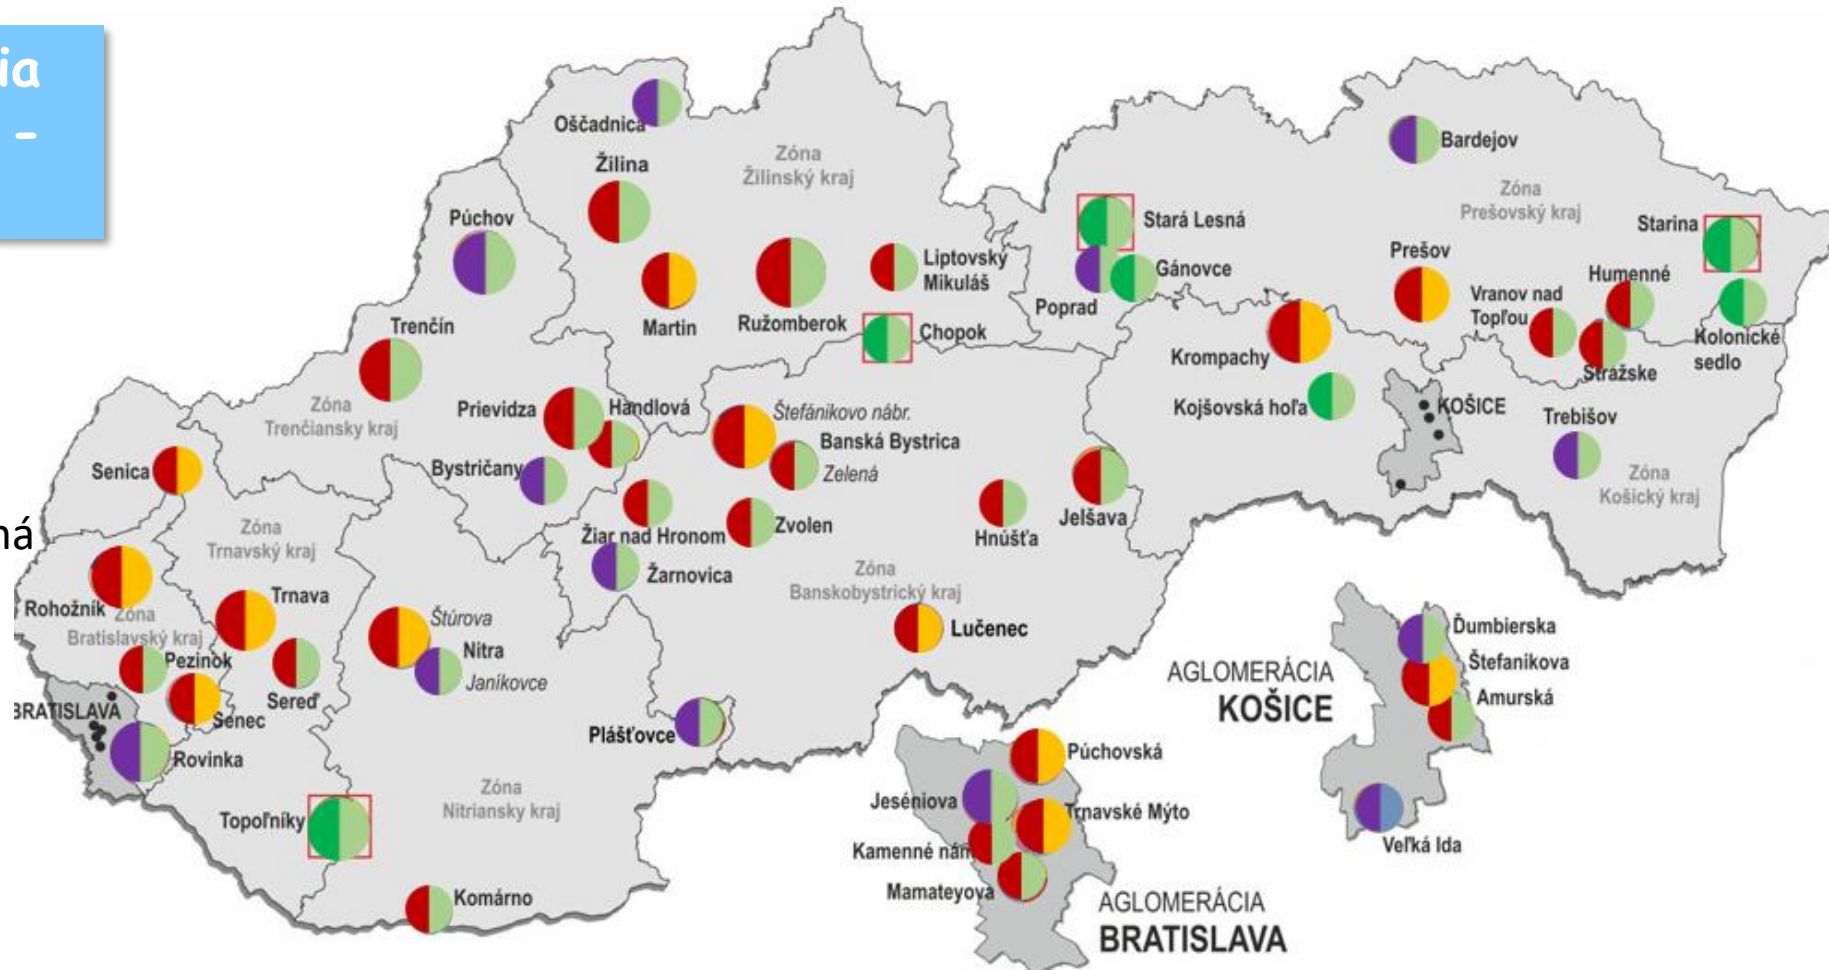 ia
-
ná
Oščadnica
Žilina
Zóna
Žilinský kraj
Púchov
Martin
Ružomberok
Liptovský
Mikuláš
Chopok
Trenčín
Zóna
Trenčiansky kraj
Prievidza
Handlová
Bystričany
Stará Lesná
Gánovce
Poprad
Bardejov
Zóna
Prešovský kraj
Starina
Prešov
Humenné
Vranov nad
Topľou
Strážske
Kolonické
sedlo
Krompachy
Kojšovská hoľa
KOŠICE
Trebišov
Zóna
Košický kraj
Štefánikovo nábr.
Banská Bystrica
Zelená
Žiar nad Hronom
Zvolen
Žarnovica
Hnúšťa
Jelšava
Zóna
Banskobystrický kraj
Lučenec
Senica
Zóna
Trnavský kraj
Rohožník
Zóna
Bratislavský kraj
Trnava
Pezinok
Sereď
Senec
BRATISLAVA
Rovinka
Štúrova
Nitra
Janíkovce
Plášťovce
Zóna
Nitriansky kraj
Topoľníky
Komárno
AGLOMERÁCIA
KOŠICE
Ďumbierska
Štefanikova
Amurská
Veľká Ida
Púchovská
Jeséniova
Trnavské Mýto
Kamenné nám
Mamateyova
AGLOMERÁCIA
BRATISLAVA